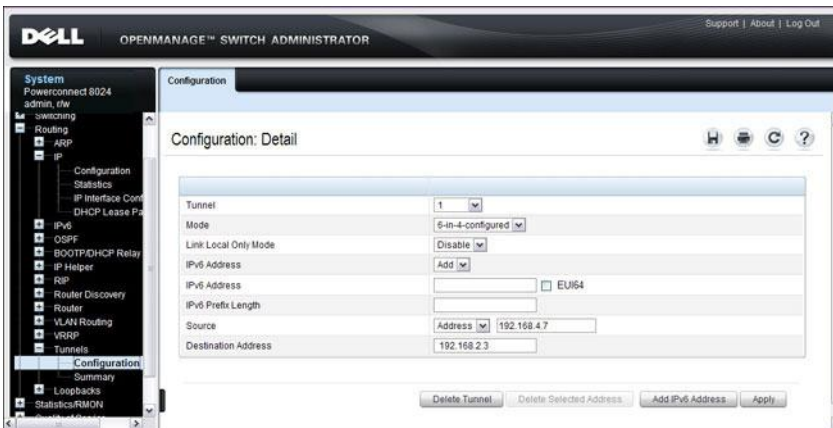 Support | About | Log Out
DELL OPENMANAGE™ SWITCH ADMINISTRATOR
System
Powerconnect 8024
admin, r/w
Switching
Routing
ARP
IP
Configuration
Statistics
IP Interface Conf
DHCP Lease Pa
IPv6
OSPF
BOOTP/DHCP Relay
IP Helper
RIP
Router Discovery
Router
VLAN Routing
VRRP
Tunnels
Configuration
Summary
Loopbacks
Statistics/RMON
Quality of Service
Configuration
Configuration: Detail
Tunnel 1
Mode 6-in-4-configured
Link Local Only Mode Disable
IPv6 Address Add
IPv6 Address EUI64
IPv6 Prefix Length
Source Address 192.168.4.7
Destination Address 192.168.2.3
Delete Tunnel Delete Selected Address Add IPv6 Address Apply